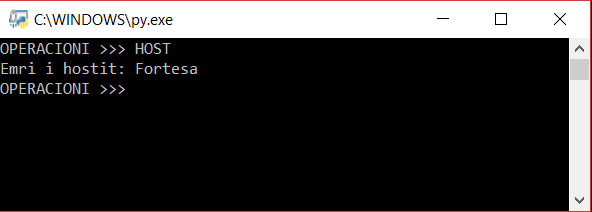 C:\WINDOWS\py.exe
OPERACIONI >>> HOST
Emri i hostit: Fortesa
OPERACIONI >>>